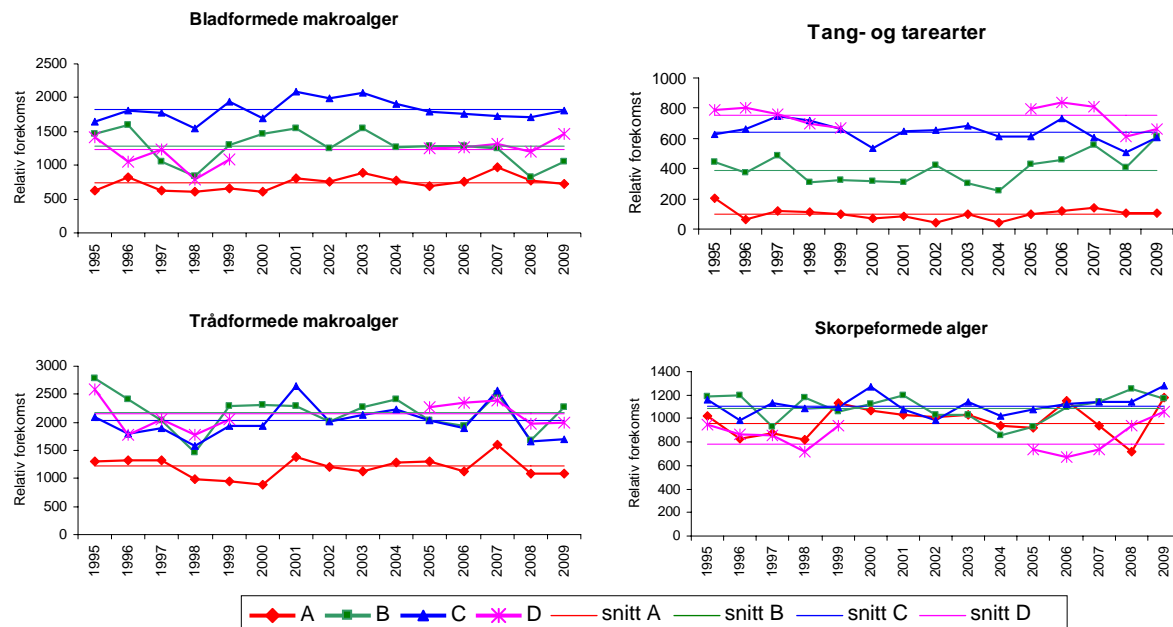 Bladformede makroalger
Relativ forekomst
2500
2000
1500
1000
500
0
1995 1996 1997 1998 1999 2000 2001 2002 2003 2004 2005 2006 2007 2008 2009
Tang- og tarearter
Relativ forekomst
1000
800
600
400
200
0
1995 1996 1997 1998 1999 2000 2001 2002 2003 2004 2005 2006 2007 2008 2009
Trådformede makroalger
Relativ forekomst
3000
2500
2000
1500
1000
500
0
1995 1996 1997 1998 1999 2000 2001 2002 2003 2004 2005 2006 2007 2008 2009
Skorpeformede alger
Relativ forekomst
1400
1200
1000
800
600
400
200
0
1995 1996 1997 1998 1999 2000 2001 2002 2003 2004 2005 2006 2007 2008 2009
A B C D snitt A snitt B snitt C snitt D